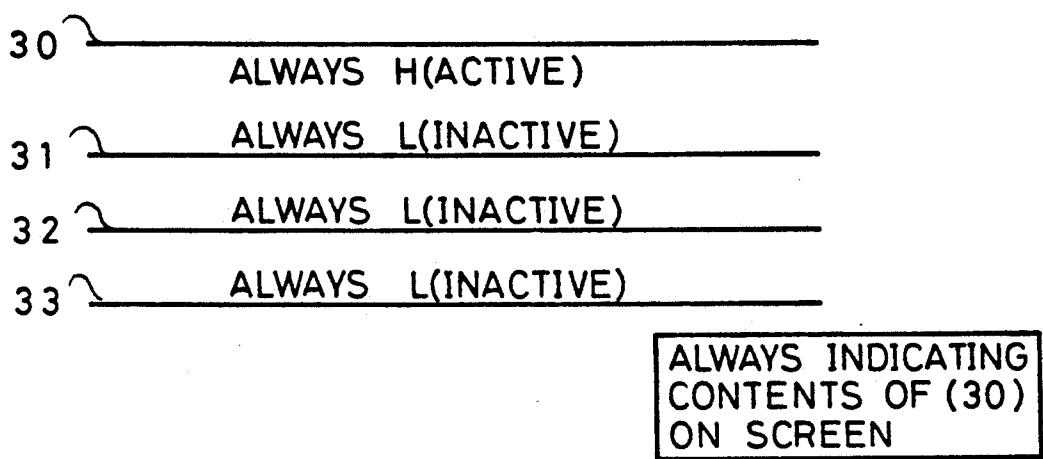 30
ALWAYS H(ACTIVE)
31 ALWAYS L(INACTIVE)
32 ALWAYS L(INACTIVE)
33 ALWAYS L(INACTIVE)
ALWAYS INDICATING
CONTENTS OF (30)
ON SCREEN